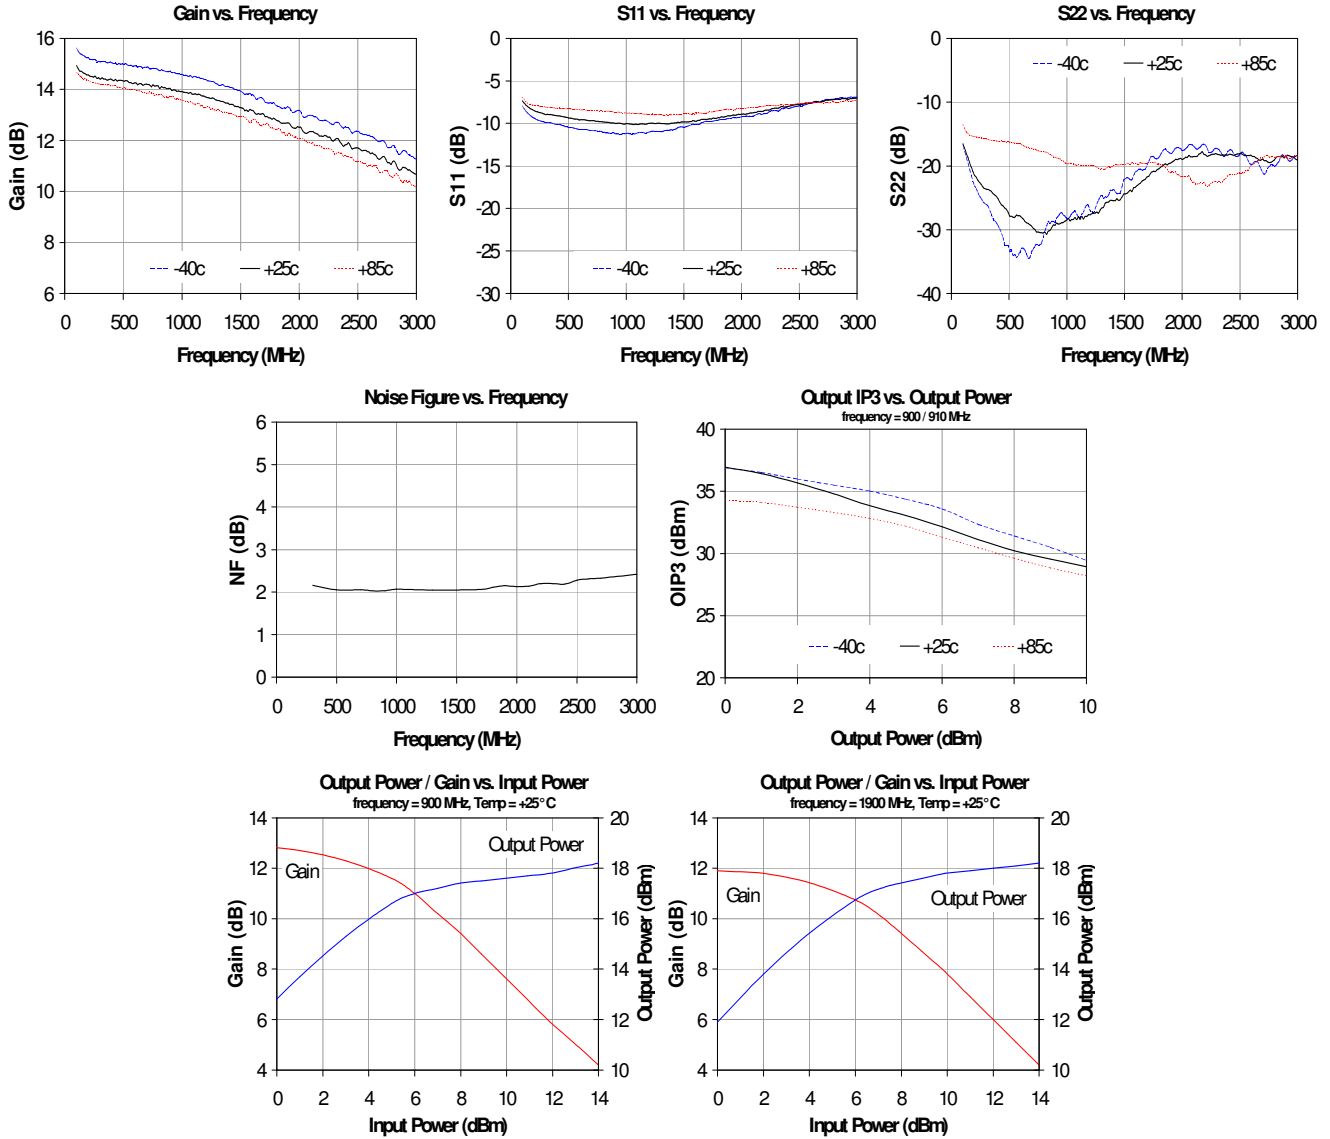 Gain vs. Frequency
16
14
12
10
8
6
Gain (dB)
-40c +25c +85c
0 500 1000 1500 2000 2500 3000
Frequency (MHz)
S11 vs. Frequency
0
-5
-10
-15
-20
-25
-30
S11 (dB)
-40c +25c +85c
0 500 1000 1500 2000 2500 3000
Frequency (MHz)
S22 vs. Frequency
0
-10
-20
-30
-40
S22 (dB)
-40c +25c +85c
0 500 1000 1500 2000 2500 3000
Frequency (MHz)
Noise Figure vs. Frequency
6
5
4
3
2
1
0
NF (dB)
0 500 1000 1500 2000 2500 3000
Frequency (MHz)
Output IP3 vs. Output Power
frequency = 900 / 910 MHz
40
35
30
25
20
OIP3 (dBm)
-40c +25c +85c
0 2 4 6 8 10
Output Power (dBm)
Output Power / Gain vs. Input Power
frequency = 900 MHz, Temp = +25° C
14
12
10
8
6
4
Gain (dB)
Gain
Output Power
20
18
16
14
12
10
Output Power (dBm)
0 2 4 6 8 10 12 14
Input Power (dBm)
Output Power / Gain vs. Input Power
frequency = 1900 MHz, Temp = +25° C
14
12
10
8
6
4
Gain (dB)
Gain
Output Power
20
18
16
14
12
10
Output Power (dBm)
0 2 4 6 8 10 12 14
Input Power (dBm)